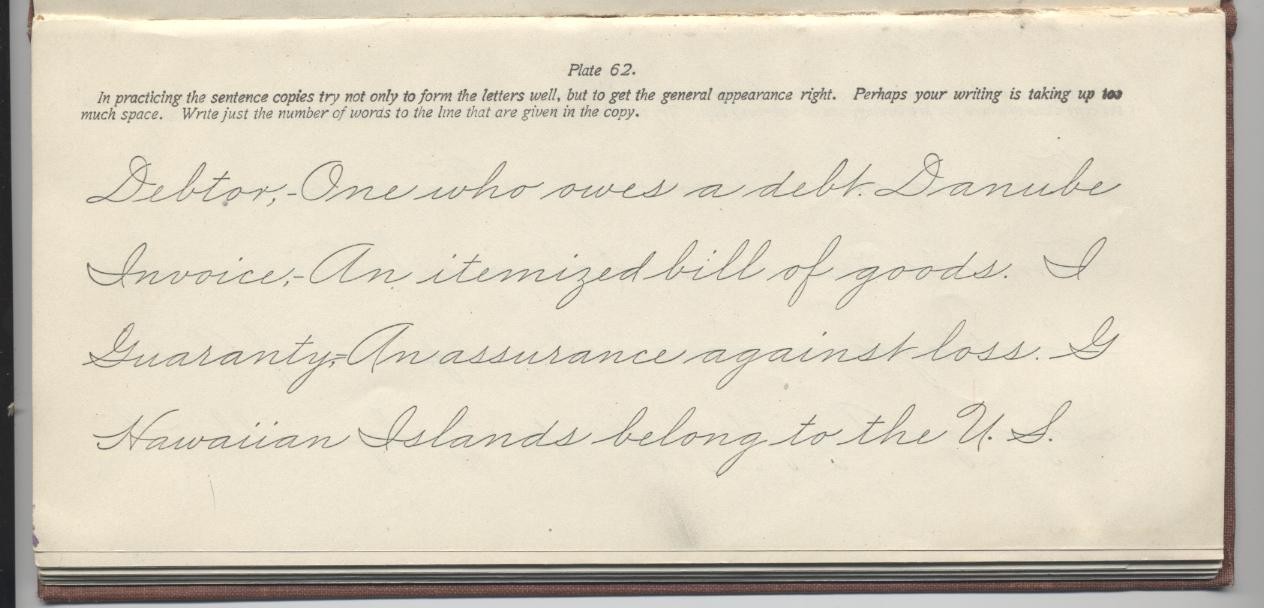 Plate 62.
In practicing the sentence copies try not only to form the letters well, but to get the general appearance right. Perhaps your writing is taking up too
much space. Write just the number of words to the line that are given in the copy.
Debtor,-One who owes a debt. Danube
Invoice,-An itemized bill of goods. I
Guaranty,-An assurance against loss. G
Hawaiian Islands belong to the U. S.